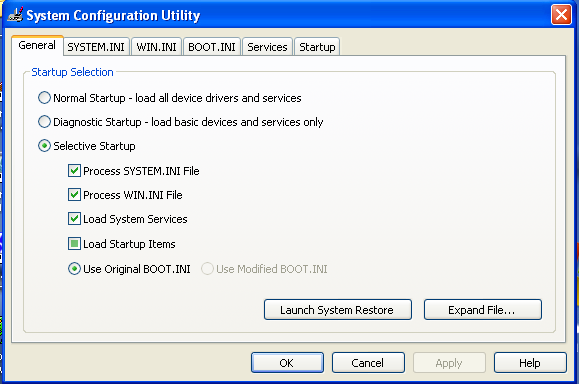 System Configuration Utility
General SYSTEM.INI WIN.INI BOOT.INI Services Startup
Startup Selection
Normal Startup - load all device drivers and services
Diagnostic Startup - load basic devices and services only
Selective Startup
Process SYSTEM.INI File
Process WIN.INI File
Load System Services
Load Startup Items
Use Original BOOT.INI Use Modified BOOT.INI
Launch System Restore Expand File...
OK Cancel Apply Help